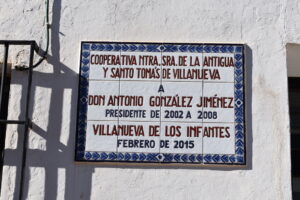 COOPERATIVA NTRA. SRA. DE LA ANTIGUA
Y SANTO TOMÁS DE VILLANUEVA
A
DON ANTONIO GONZÁLEZ JIMÉNEZ
PRESIDENTE DE 2002 A 2008
VILLANUEVA DE LOS INFANTES
FEBRERO DE 2015